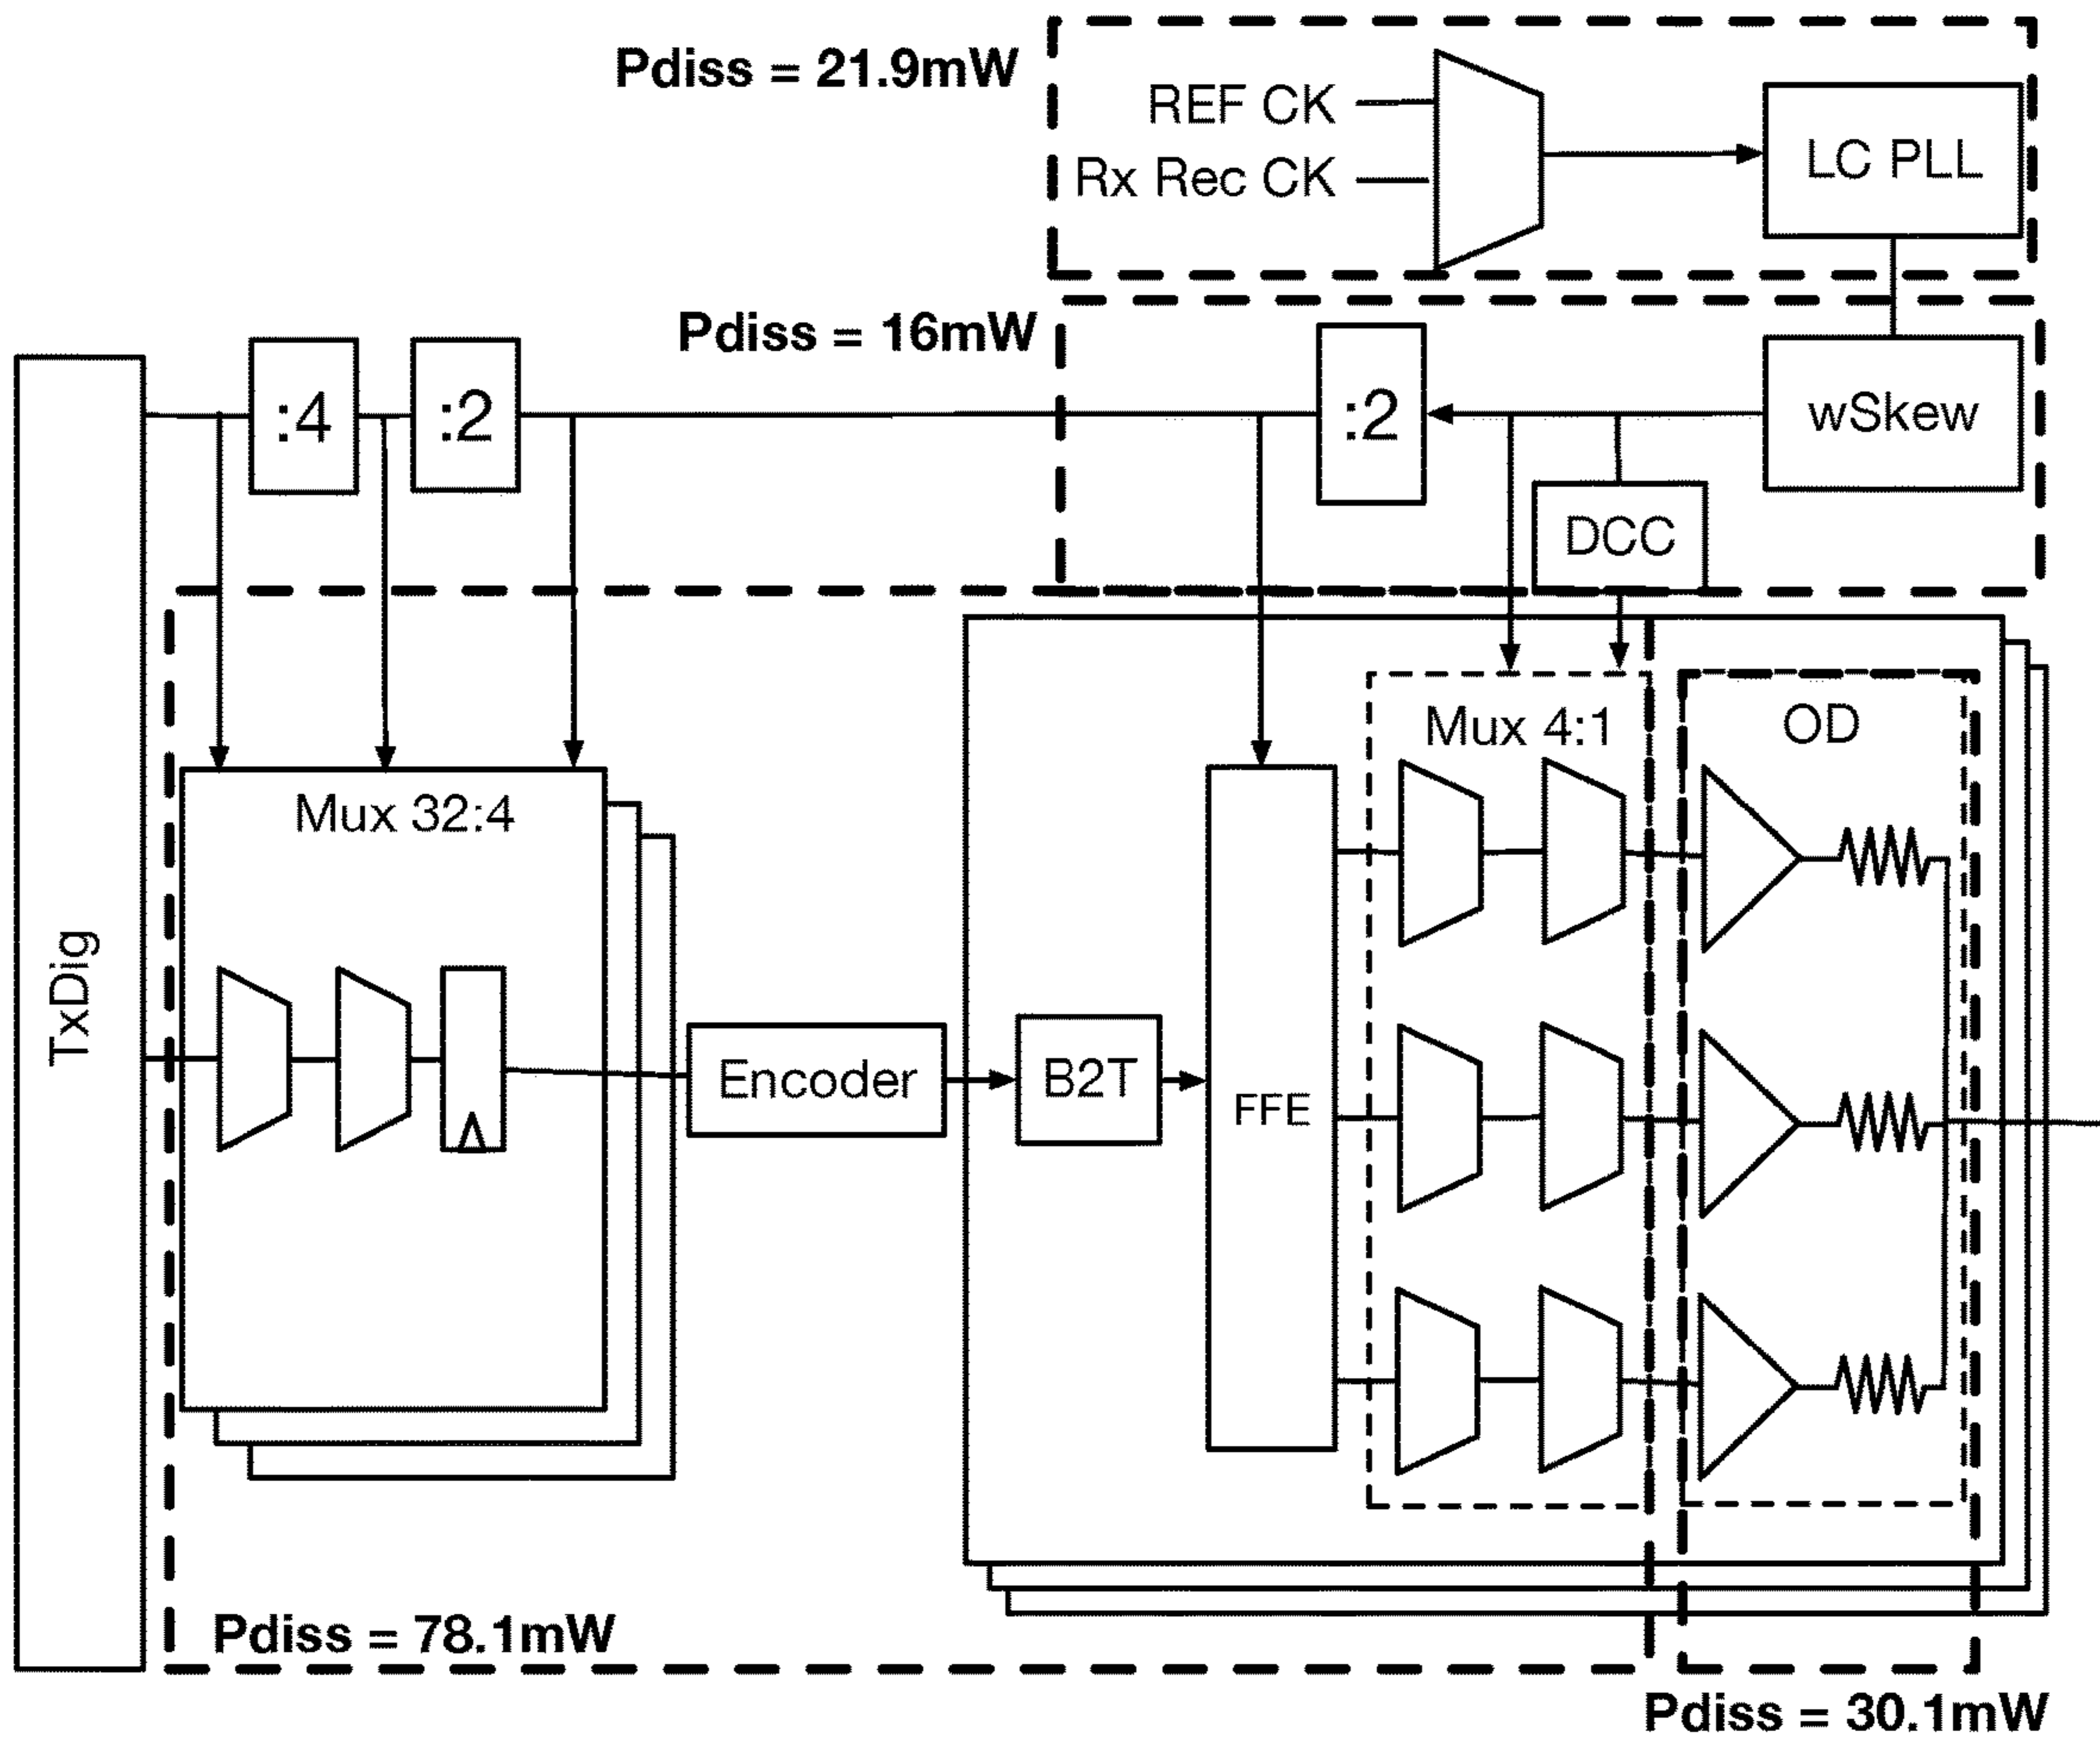 Pdiss = 21.9mW
REF CK
Rx Rec CK
LC PLL
Pdiss = 16mW
:4
:2
:2
wSkew
DCC
Mux 4:1
OD
Mux 32:4
TxDig
Encoder
B2T
FFE
Pdiss = 78.1mW
Pdiss = 30.1mW